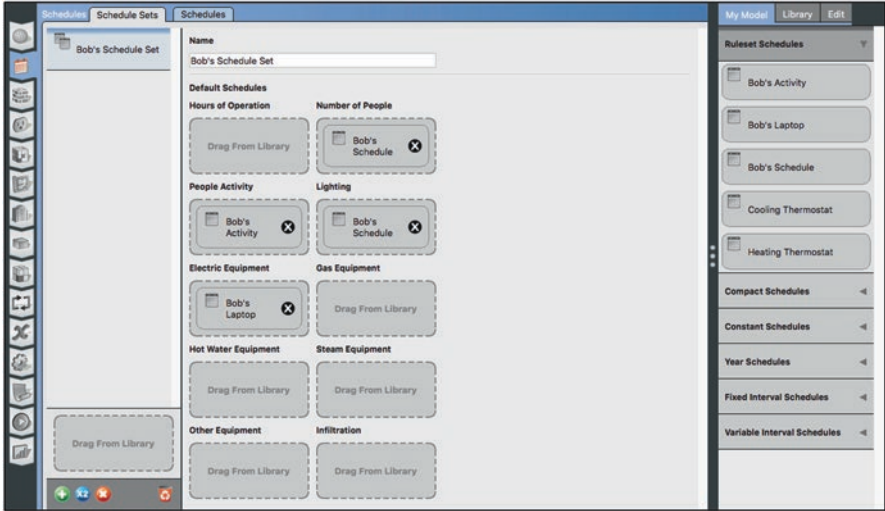 Schedules Schedule Sets Schedules
My Model Library Edit
Bob's Schedule Set
Name
Bob's Schedule Set
Default Schedules
Hours of Operation Number of People
Drag From Library
Bob's
Schedule
People Activity Lighting
Bob's
Activity
Bob's
Schedule
Electric Equipment Gas Equipment
Bob's
Laptop
Drag From Library
Hot Water Equipment Steam Equipment
Drag From Library Drag From Library
Other Equipment Infiltration
Drag From Library Drag From Library
Drag From Library
x2
Ruleset Schedules
Bob's Activity
Bob's Laptop
Bob's Schedule
Cooling Thermostat
Heating Thermostat
Compact Schedules
Constant Schedules
Year Schedules
Fixed Interval Schedules
Variable Interval Schedules